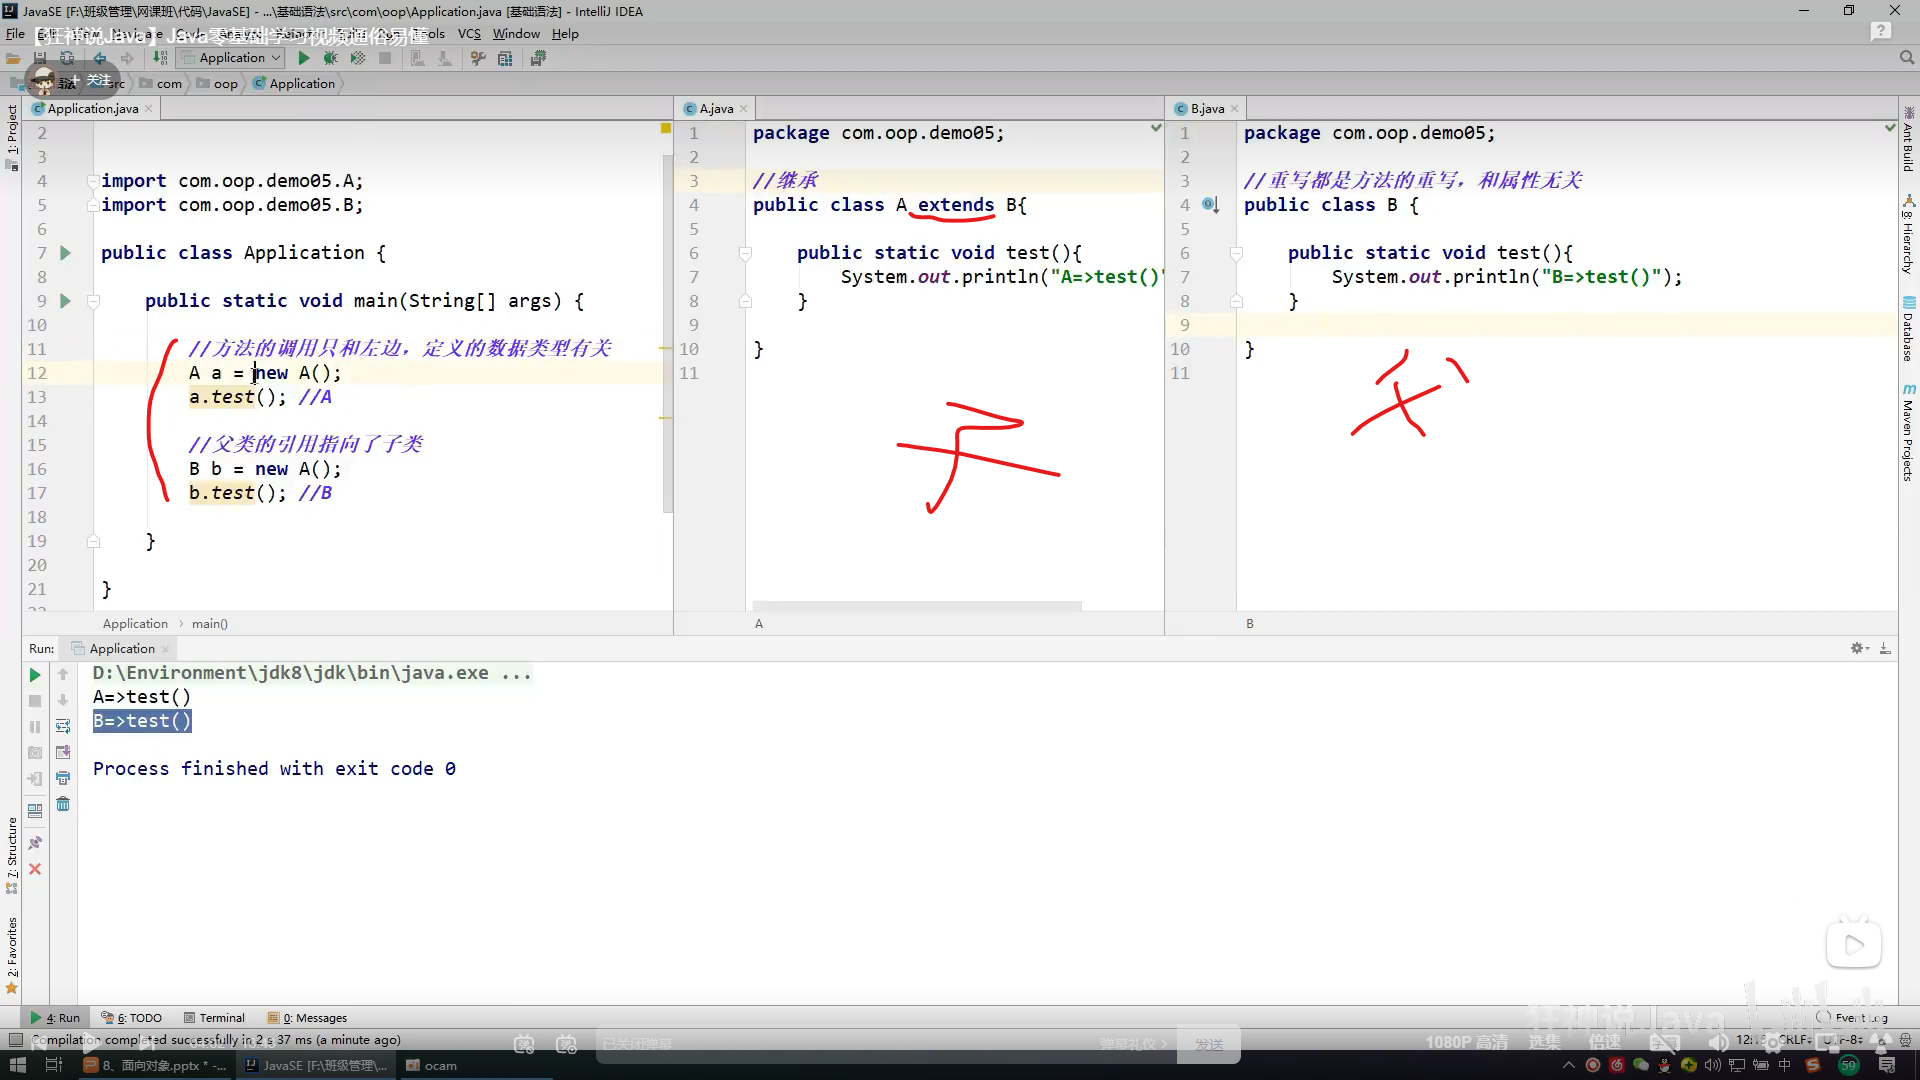 JavaSE [F:\班级管理\网课班\代码\JavaSE] - ...\基础语法\src\com\oop\Application.java [基础语法] - IntelliJ IDEA
File
VCS Window Help
【狂神说Java】Java零基础学习视频通俗易懂
Application
+ 关注
src com oop Application
Application.java
A.java
B.java
1: Project
2
3
4 import com.oop.demo05.A;
5 import com.oop.demo05.B;
6
7 public class Application {
8
9 public static void main(String[] args) {
10
11 //方法的调用只和左边，定义的数据类型有关
12 A a = new A();
13 a.test(); //A
14
15 //父类的引用指向了子类
16 B b = new A();
17 b.test(); //B
18
19 }
20
21 }
Application › main()
1 package com.oop.demo05;
2
3 //继承
4 public class A extends B{
5
6 public static void test(){
7 System.out.println("A=>test()"
8 }
9
10 }
11
A
子
1 package com.oop.demo05;
2
3 //重写都是方法的重写，和属性无关
4 public class B {
5
6 public static void test(){
7 System.out.println("B=>test()");
8 }
9
10 }
11
B
父
Ant Build
8: Hierarchy
Database
Maven Projects
Run: Application
D:\Environment\jdk8\jdk\bin\java.exe ...
A=>test()
B=>test()
Process finished with exit code 0
7: Structure
2: Favorites
4: Run 6: TODO Terminal 0: Messages
Event Log
狂神说Java
Compilation completed successfully in 2 s 37 ms (a minute ago)
已关闭弹幕
弹幕礼仪 ›
发送
1080P 高清 选集 倍速
CRLF UTF-8
8、面向对象.pptx * -...
JavaSE [F:\班级管理\...
ocam
中
59